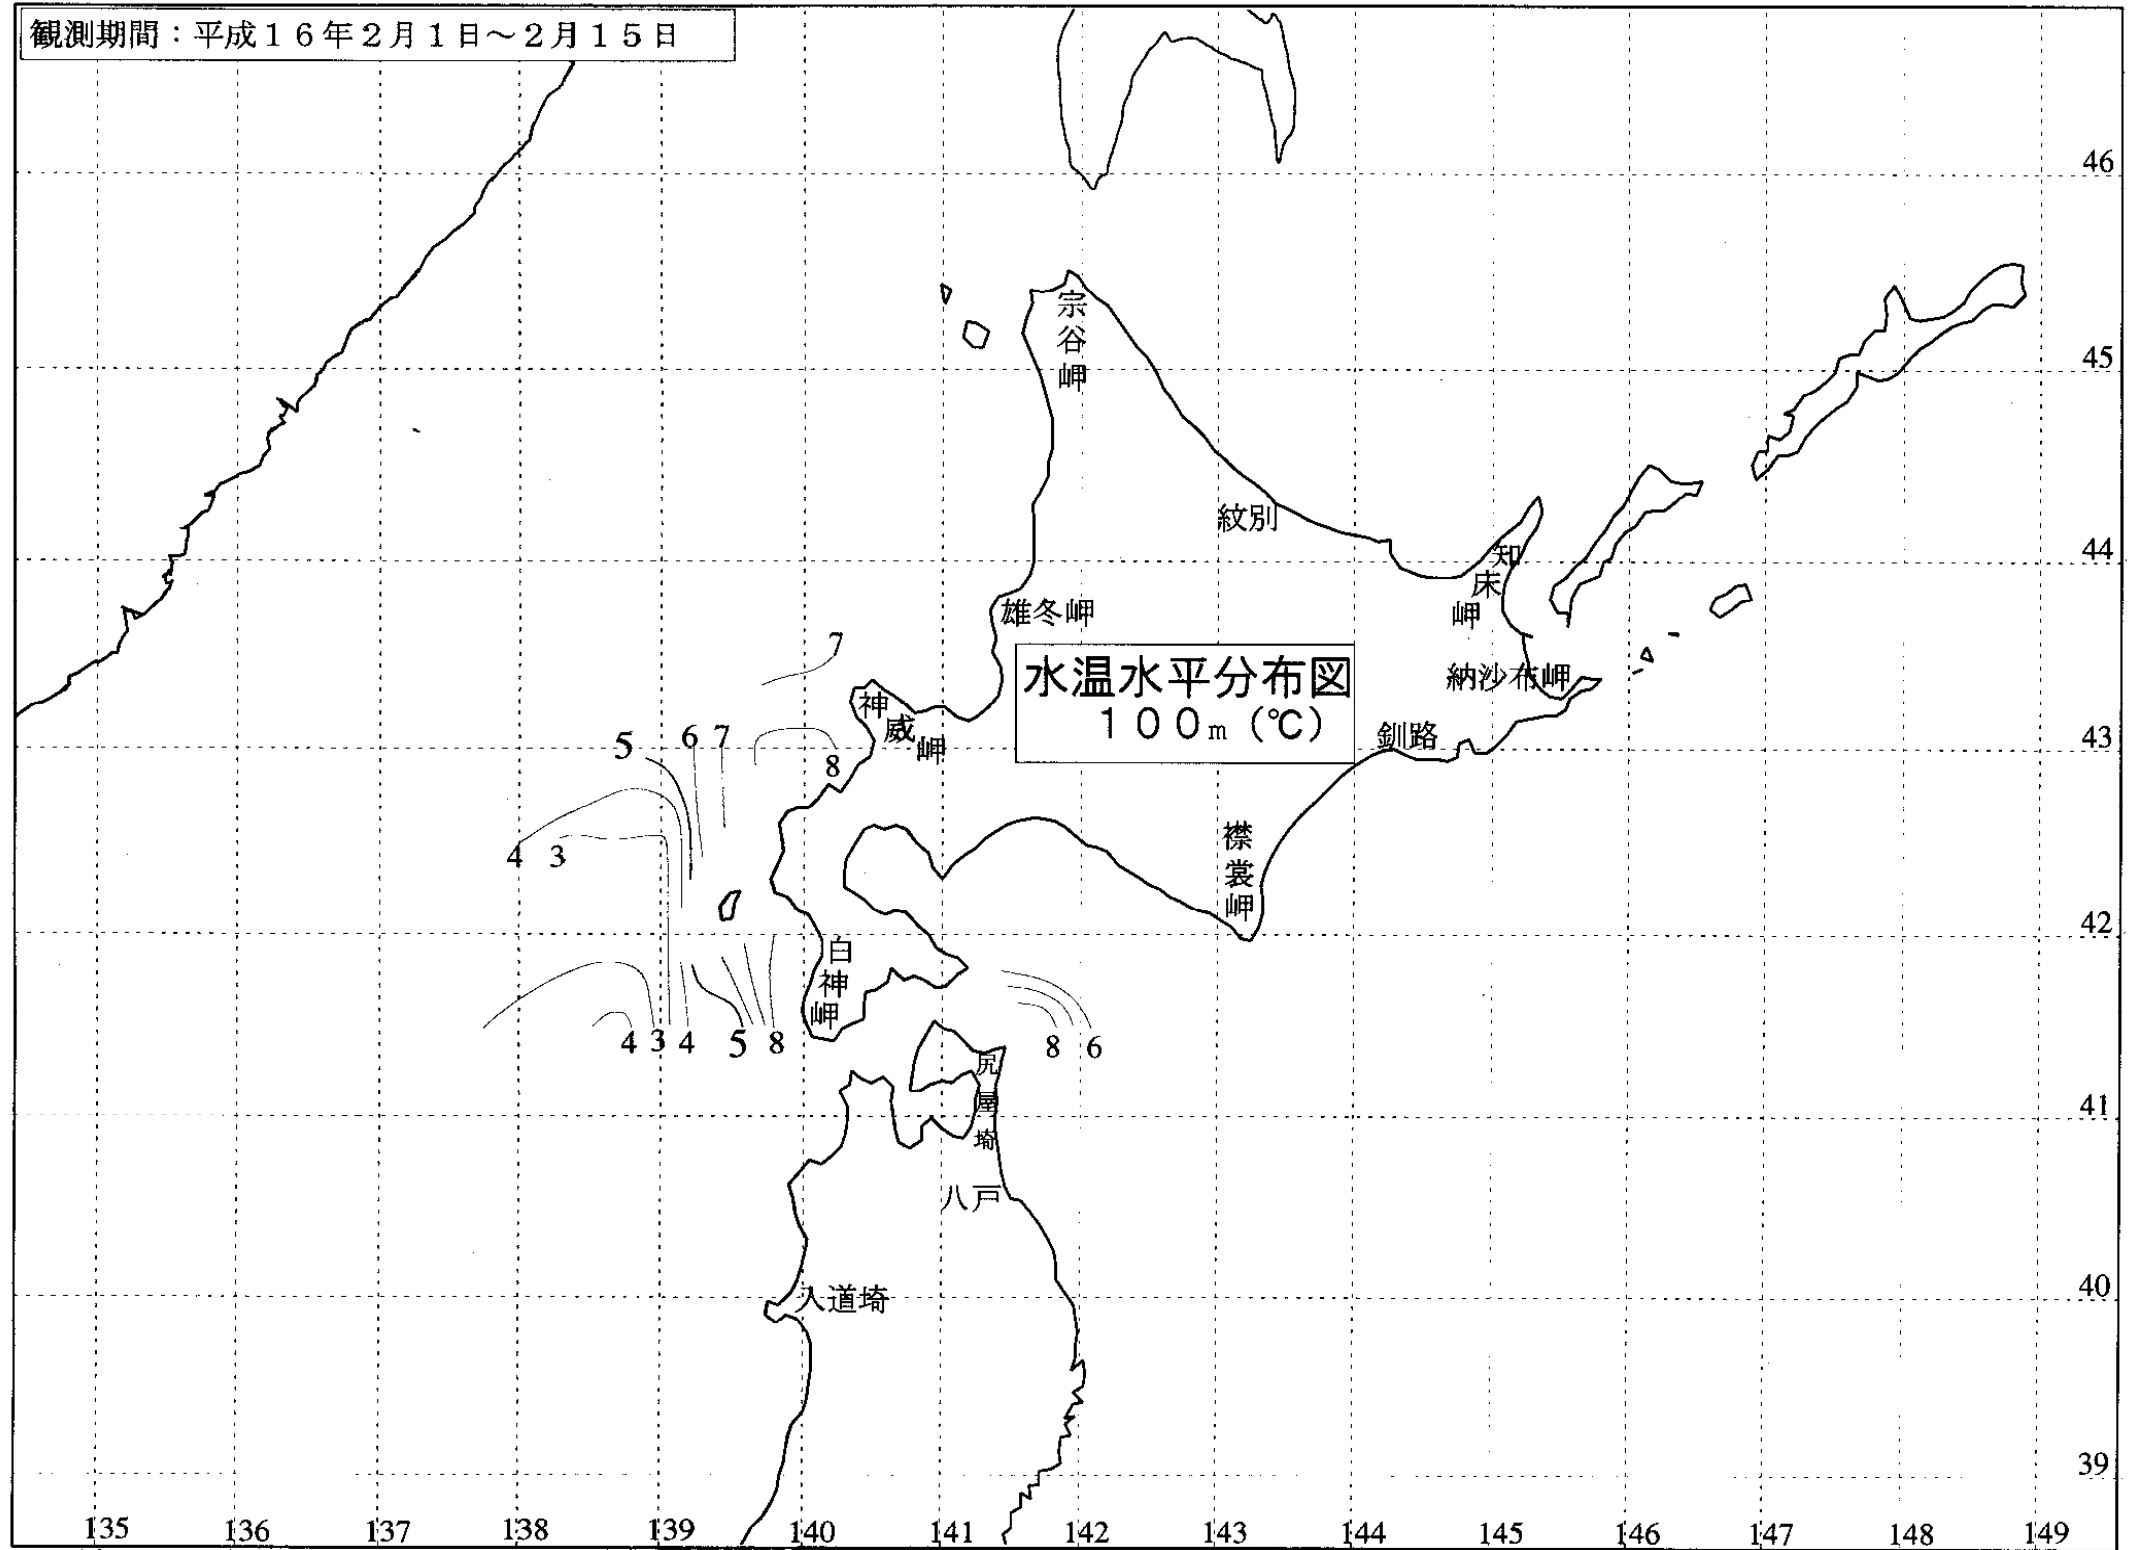 観測期間：平成１６年２月１日～２月１５日
46
宗谷岬
45
紋別
44
知床岬
雄冬岬
7
水温水平分布図
１００ｍ（℃）
納沙布岬
神威岬
釧路
5
6
7
43
8
襟裳岬
4
3
42
白神岬
4
3
4
5
8
8
6
尻屋埼
41
八戸
入道埼
40
39
135
136
137
138
139
140
141
142
143
144
145
146
147
148
149